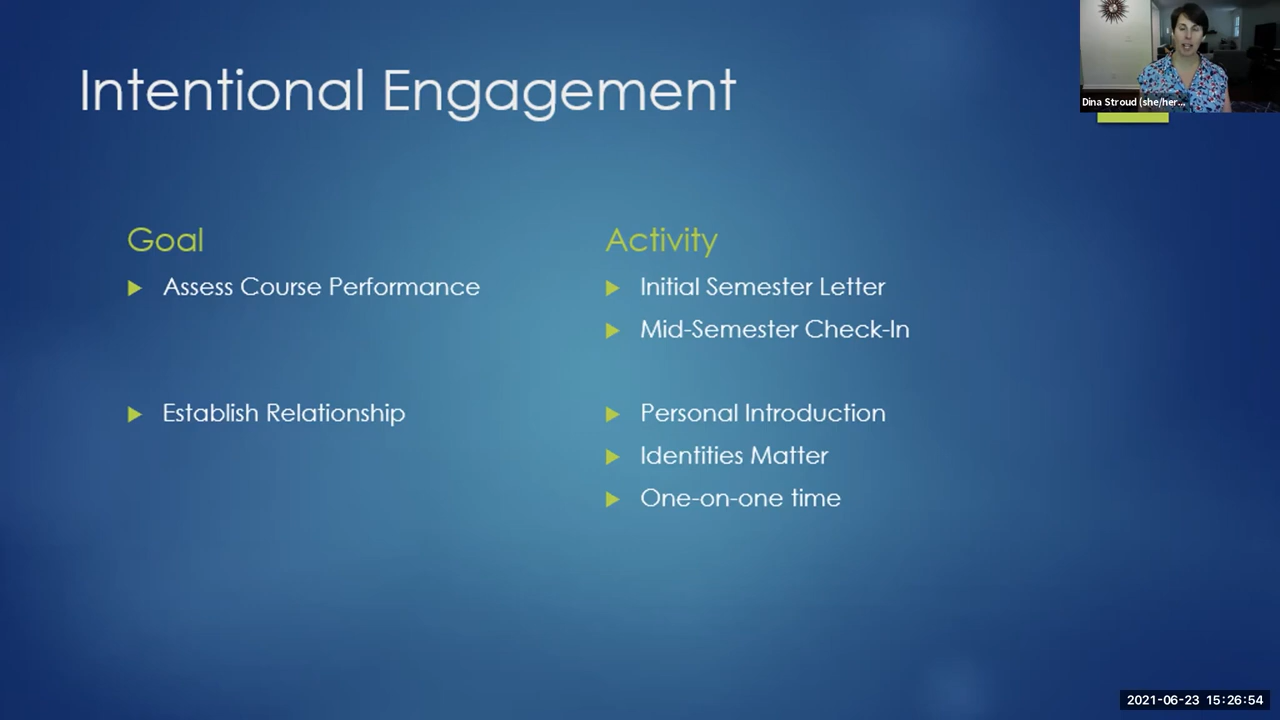 Intentional Engagement
Dina Stroud (she/her...
Goal
Assess Course Performance
Establish Relationship
Activity
Initial Semester Letter
Mid-Semester Check-In
Personal Introduction
Identities Matter
One-on-one time
2021-06-23 15:26:54